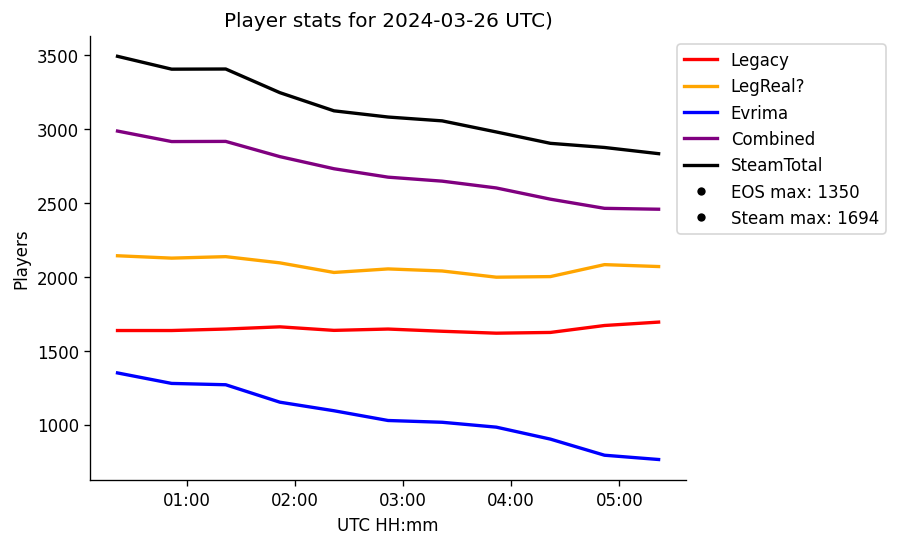 Player stats for 2024-03-26 UTC)
Players
3500
3000
2500
2000
1500
1000
01:00 02:00 03:00 04:00 05:00
UTC HH:mm
Legacy
LegReal?
Evrima
Combined
SteamTotal
EOS max: 1350
Steam max: 1694